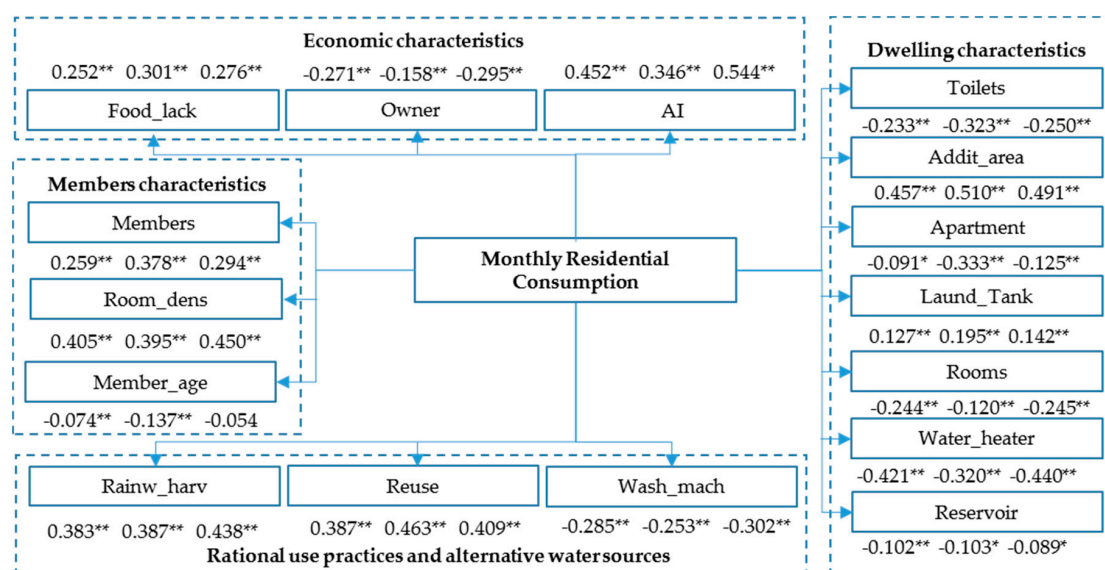 Economic characteristics
0.252** 0.301** 0.276**
-0.271** -0.158** -0.295**
0.452** 0.346** 0.544**
Food_lack
Owner
AI
Members characteristics
Members
0.259** 0.378** 0.294**
Room_dens
0.405** 0.395** 0.450**
Member_age
-0.074** -0.137** -0.054
Monthly Residential
Consumption
Dwelling characteristics
Toilets
-0.233** -0.323** -0.250**
Addit_area
0.457** 0.510** 0.491**
Apartment
-0.091* -0.333** -0.125**
Laund_Tank
0.127** 0.195** 0.142**
Rooms
-0.244** -0.120** -0.245**
Water_heater
-0.421** -0.320** -0.440**
Reservoir
-0.102** -0.103* -0.089*
Rainw_harv
Reuse
Wash_mach
0.383** 0.387** 0.438**
0.387** 0.463** 0.409**
-0.285** -0.253** -0.302**
Rational use practices and alternative water sources